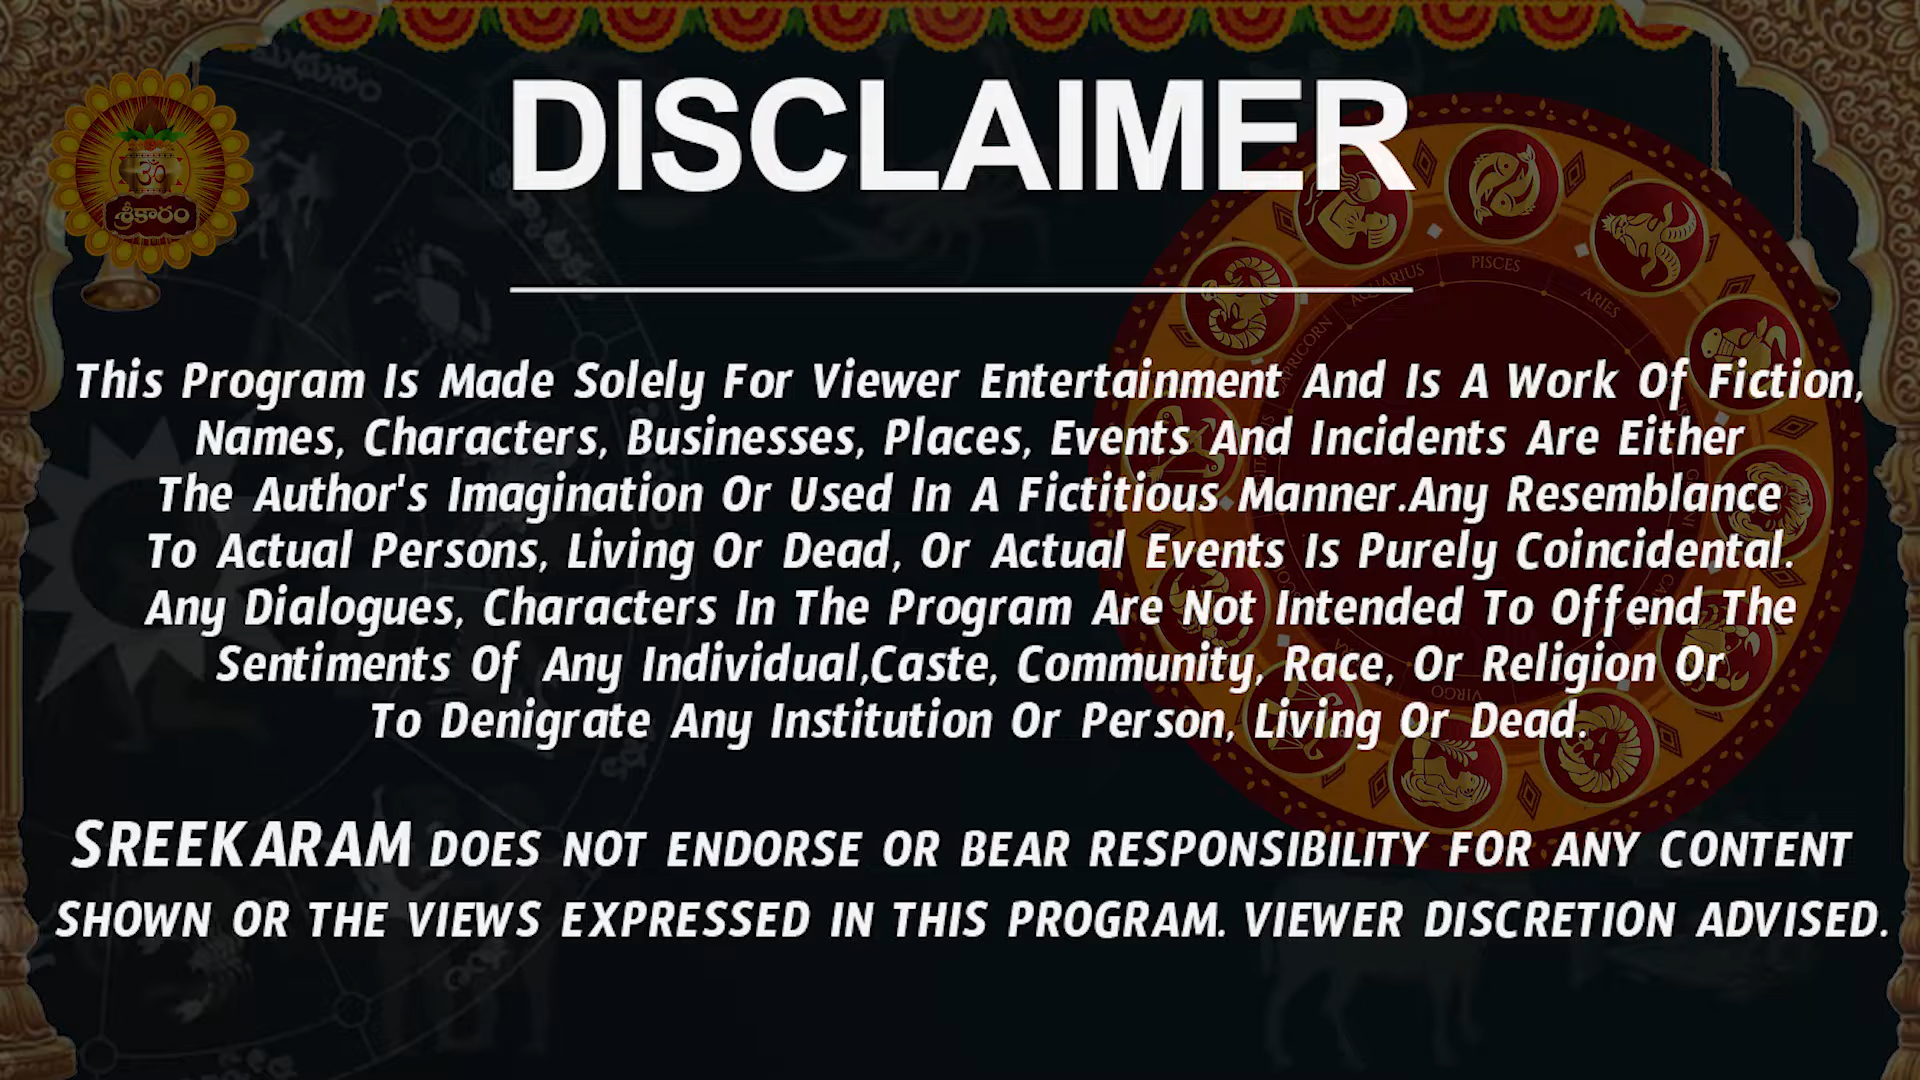 DISCLAIMER
శ్రీకారం
ॐ
AQUARIUS
PISCES
ARIES
CAPRICORN
This Program Is Made Solely For Viewer Entertainment And Is A Work Of Fiction,
Names, Characters, Businesses, Places, Events And Incidents Are Either
The Author's Imagination Or Used In A Fictitious Manner.Any Resemblance
To Actual Persons, Living Or Dead, Or Actual Events Is Purely Coincidental.
Any Dialogues, Characters In The Program Are Not Intended To Offend The
Sentiments Of Any Individual,Caste, Community, Race, Or Religion Or
VIRGO
To Denigrate Any Institution Or Person, Living Or Dead.
SREEKARAM DOES NOT ENDORSE OR BEAR RESPONSIBILITY FOR ANY CONTENT
SHOWN OR THE VIEWS EXPRESSED IN THIS PROGRAM. VIEWER DISCRETION ADVISED.